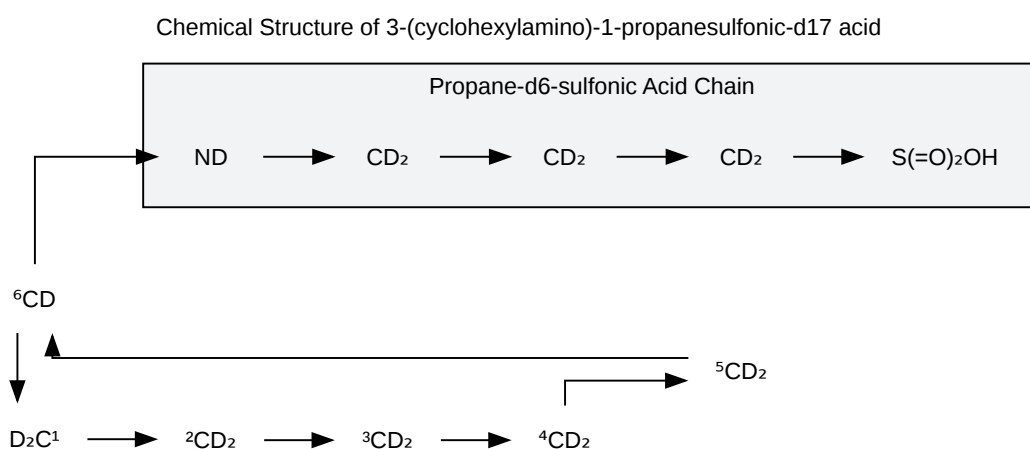 Chemical Structure of 3-(cyclohexylamino)-1-propanesulfonic-d17 acid
Propane-d6-sulfonic Acid Chain
ND CD₂ CD₂ CD₂ S(=O)₂OH
⁶CD
⁵CD₂
D₂C¹ ²CD₂ ³CD₂ ⁴CD₂